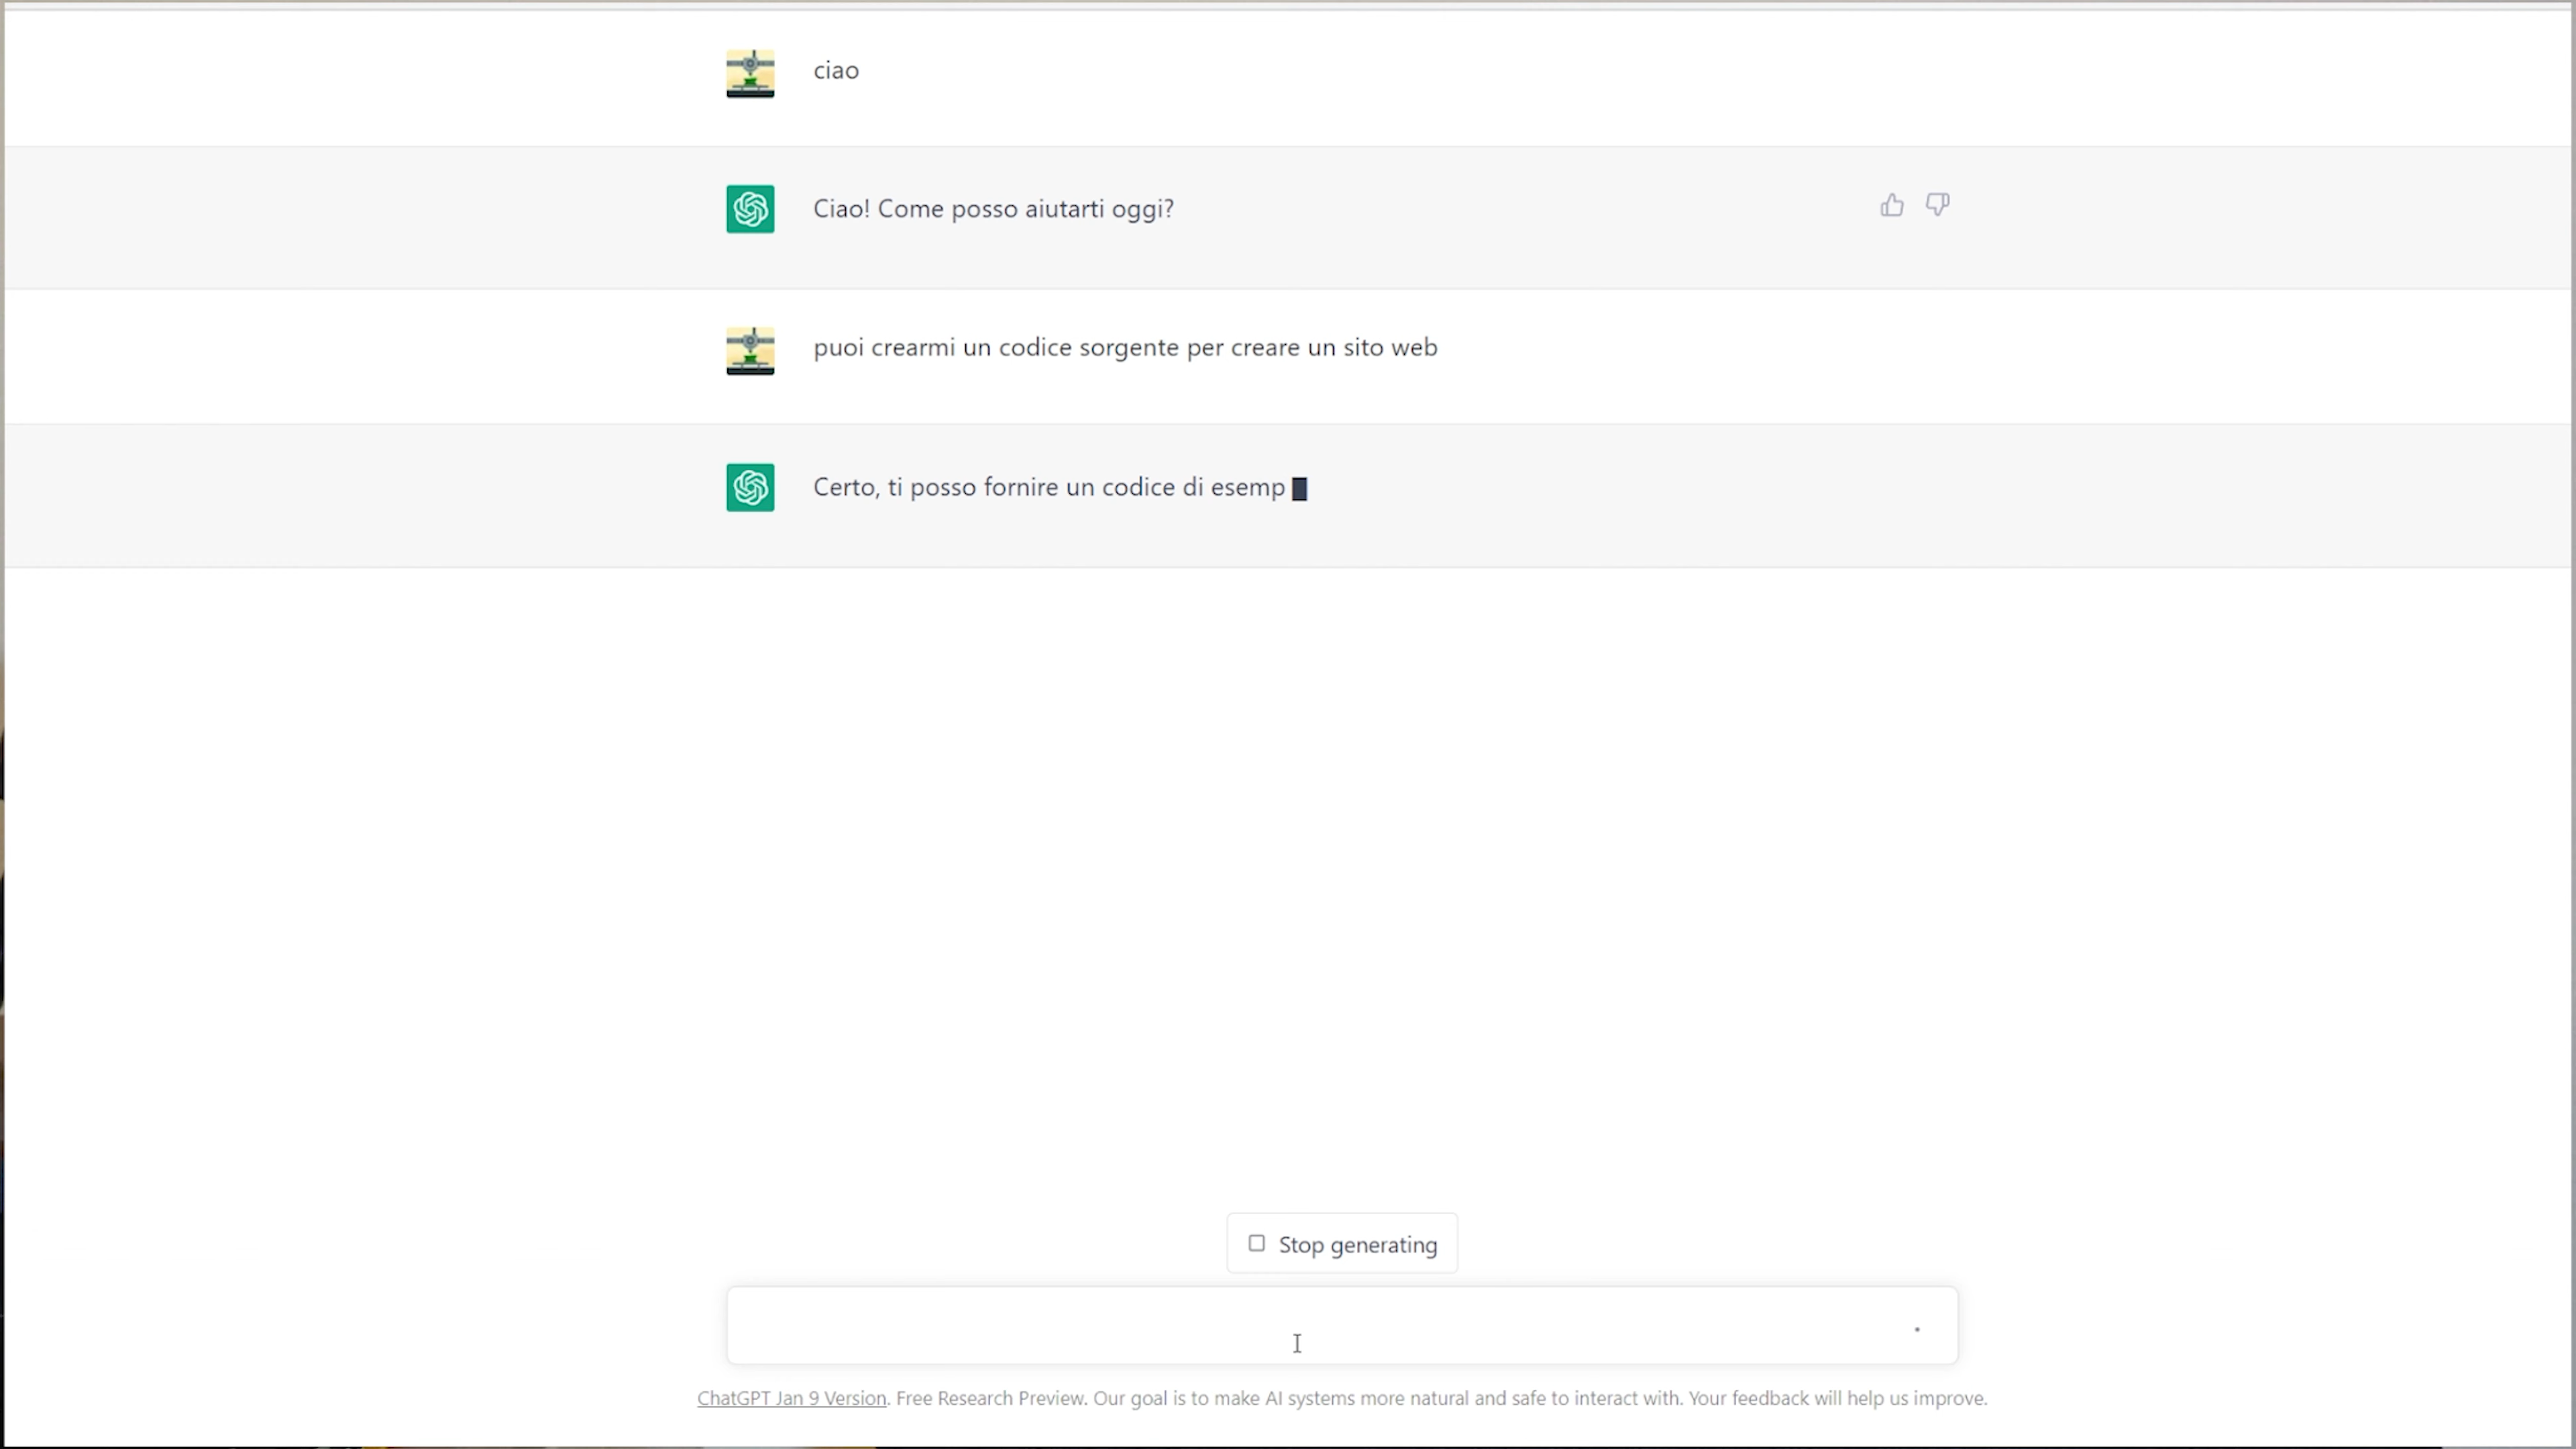 ciao
Ciao! Come posso aiutarti oggi?
puoi crearmi un codice sorgente per creare un sito web
Certo, ti posso fornire un codice di esemp
Stop generating
ChatGPT Jan 9 Version. Free Research Preview. Our goal is to make AI systems more natural and safe to interact with. Your feedback will help us improve.